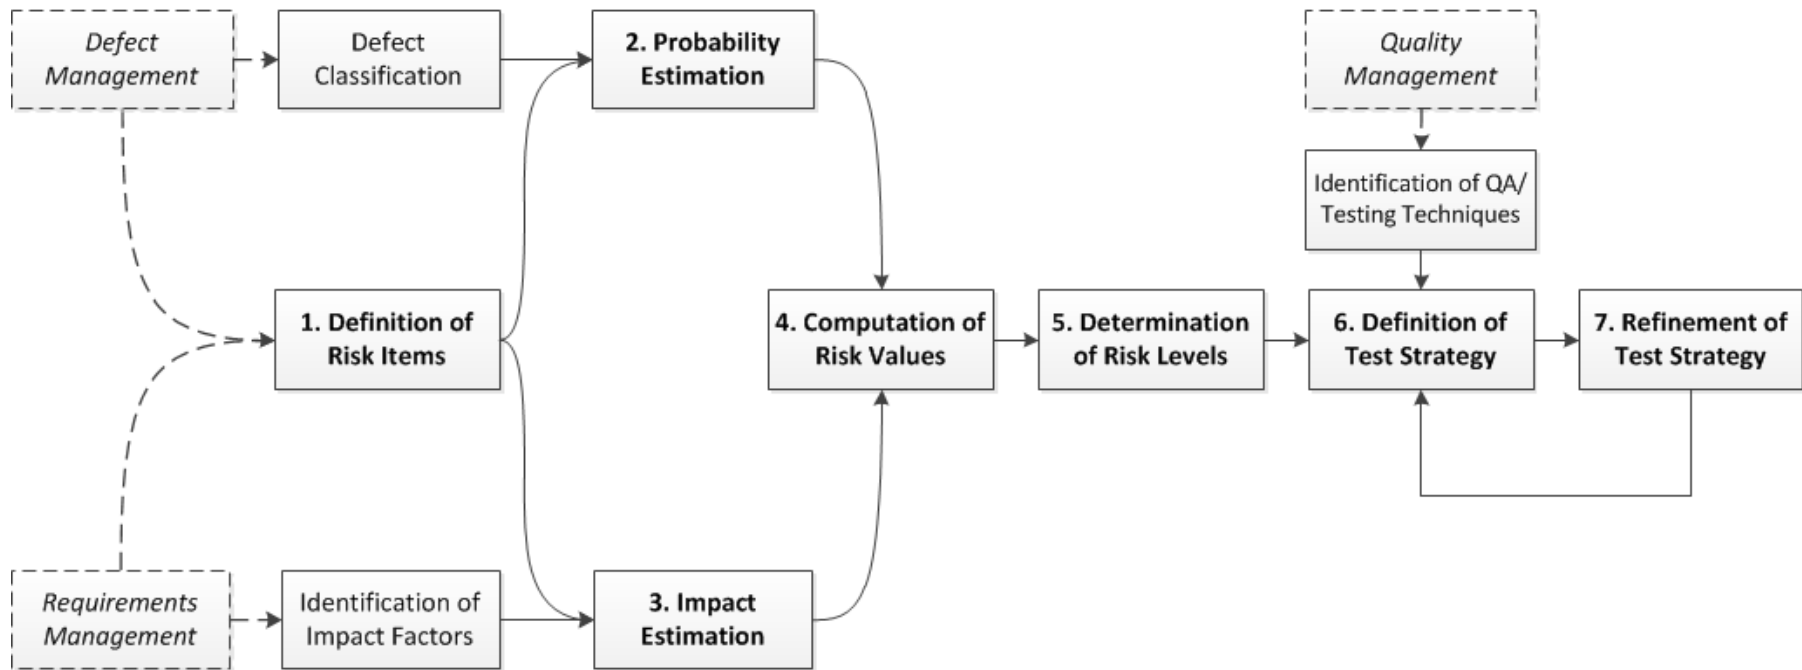 Defect
Management
Defect
Classification
2. Probability
Estimation
Quality
Management
Identification of QA/
Testing Techniques
1. Definition of
Risk Items
4. Computation of
Risk Values
5. Determination
of Risk Levels
6. Definition of
Test Strategy
7. Refinement of
Test Strategy
Requirements
Management
Identification of
Impact Factors
3. Impact
Estimation